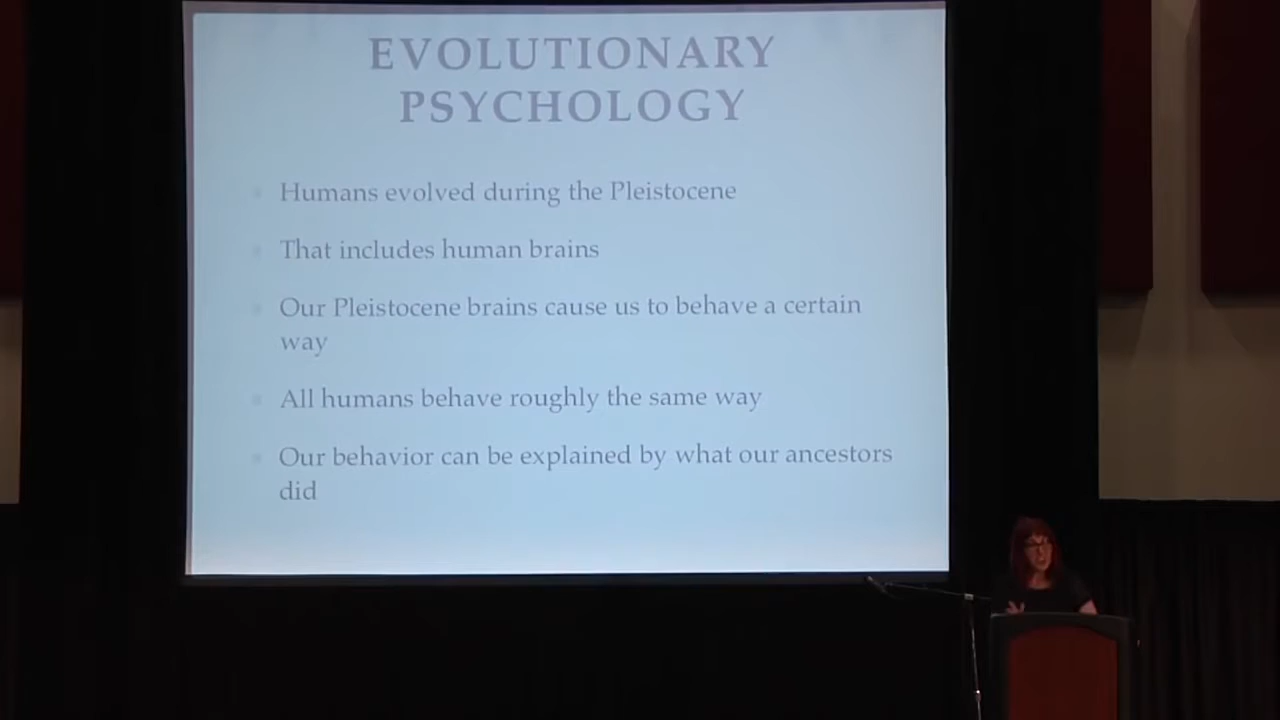 EVOLUTIONARY
PSYCHOLOGY
Humans evolved during the Pleistocene
That includes human brains
Our Pleistocene brains cause us to behave a certain
way
All humans behave roughly the same way
Our behavior can be explained by what our ancestors
did